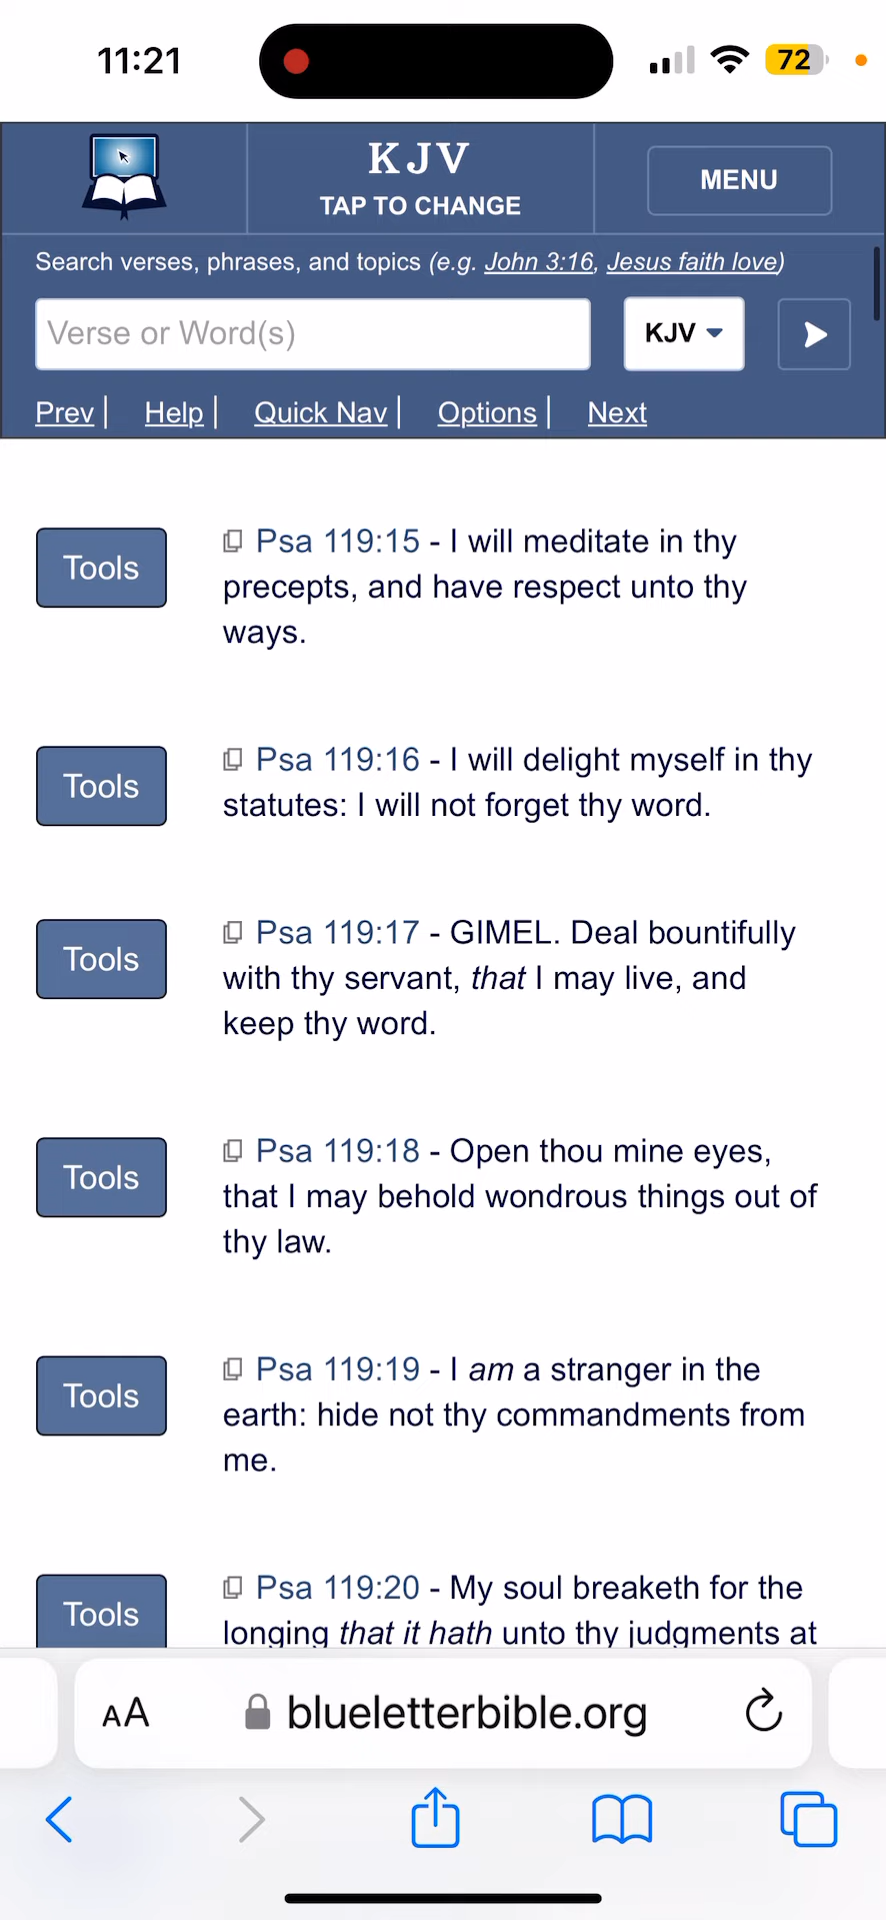 11:21
72
KJV
TAP TO CHANGE
MENU
Search verses, phrases, and topics (e.g. John 3:16, Jesus faith love)
Verse or Word(s)
KJV
Prev | Help | Quick Nav | Options | Next
Tools
Psa 119:15 - I will meditate in thy
precepts, and have respect unto thy
ways.
Tools
Psa 119:16 - I will delight myself in thy
statutes: I will not forget thy word.
Tools
Psa 119:17 - GIMEL. Deal bountifully
with thy servant, that I may live, and
keep thy word.
Tools
Psa 119:18 - Open thou mine eyes,
that I may behold wondrous things out of
thy law.
Tools
Psa 119:19 - I am a stranger in the
earth: hide not thy commandments from
me.
Tools
Psa 119:20 - My soul breaketh for the
longing that it hath unto thy judgments at
AA
blueletterbible.org